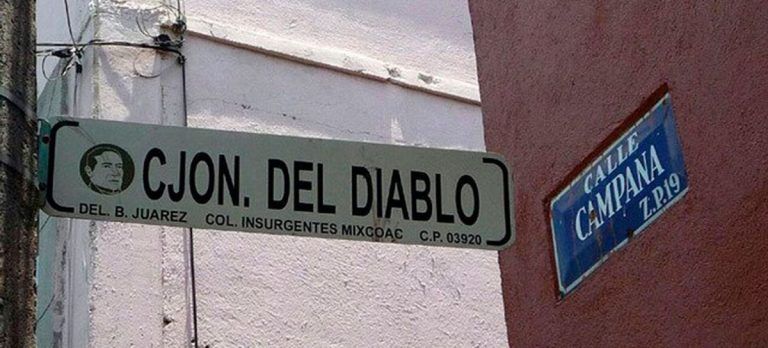 CJON. DEL DIABLO
DEL. B. JUAREZ COL. INSURGENTES MIXCOAC C.P. 03920
CALLE
CAMPANA
Z.P.19